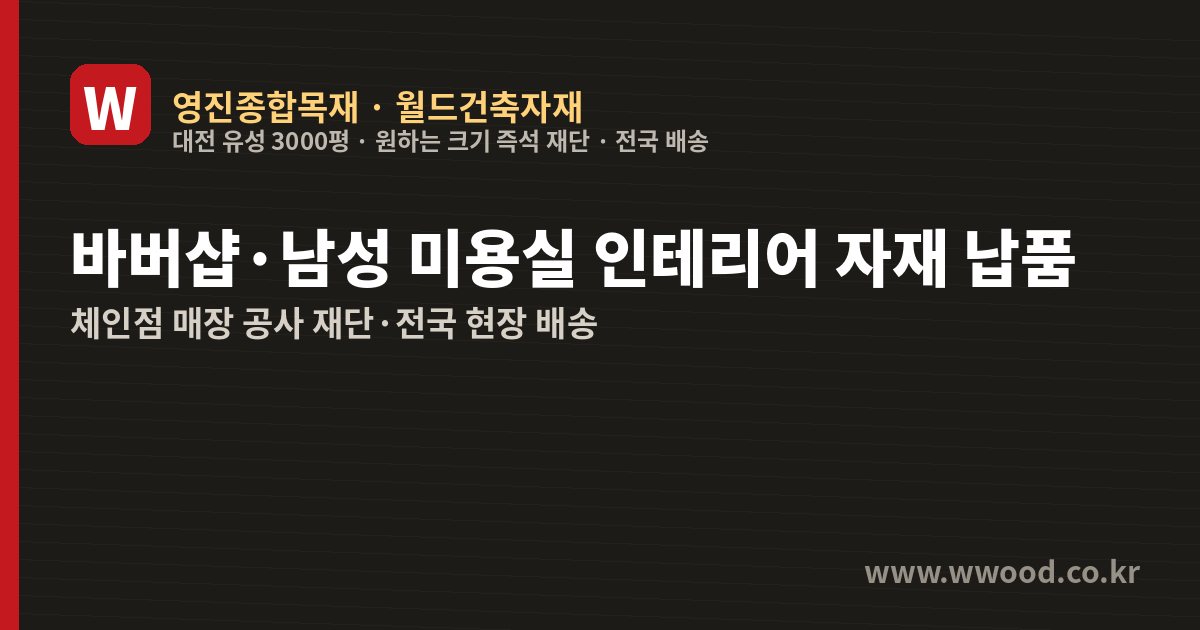 W
영진종합목재 · 월드건축자재
대전 유성 3000평 · 원하는 크기 즉석 재단 · 전국 배송
바버샵·남성 미용실 인테리어 자재 납품
체인점 매장 공사 재단·전국 현장 배송
www.wwood.co.kr